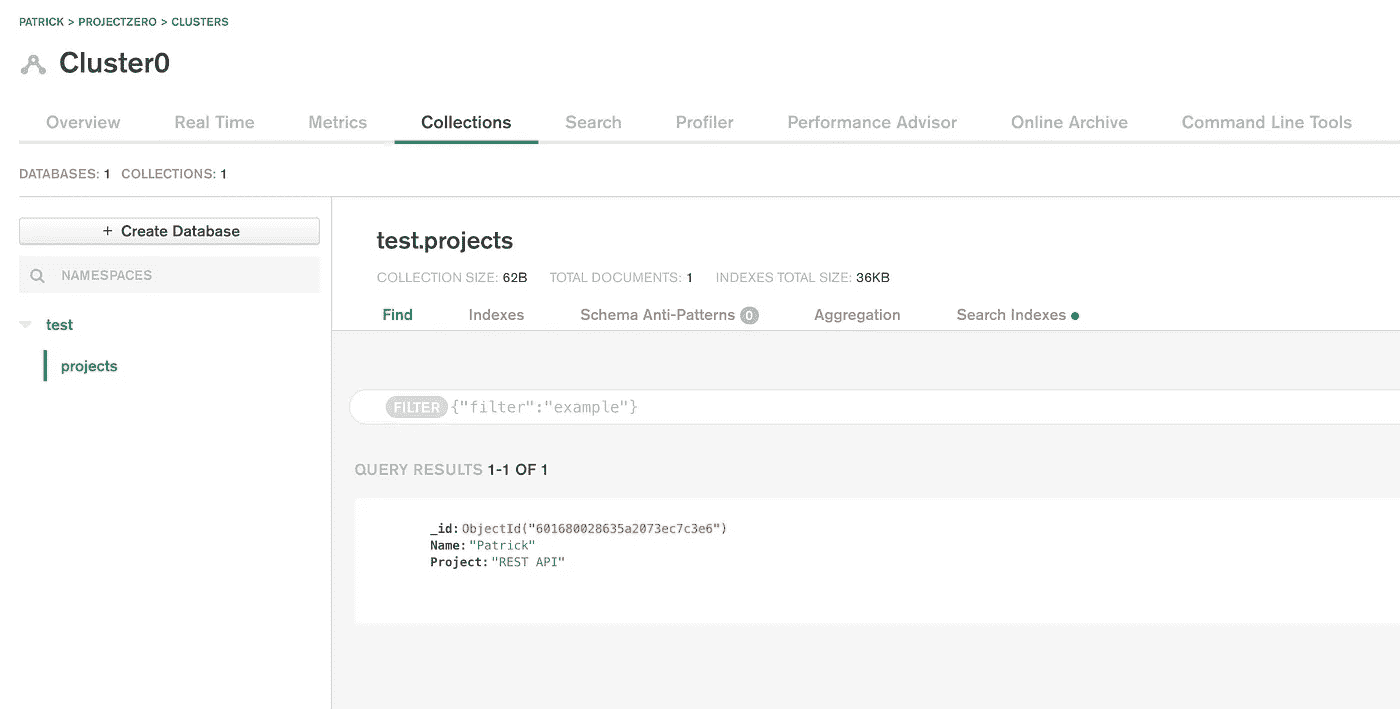 PATRICK > PROJECTZERO > CLUSTERS
Cluster0
Overview Real Time Metrics Collections Search Profiler Performance Advisor Online Archive Command Line Tools
DATABASES: 1 COLLECTIONS: 1
+ Create Database
NAMESPACES
test
projects
test.projects
COLLECTION SIZE: 62B TOTAL DOCUMENTS: 1 INDEXES TOTAL SIZE: 36KB
Find Indexes Schema Anti-Patterns 0 Aggregation Search Indexes
FILTER {"filter":"example"}
QUERY RESULTS 1-1 OF 1
_id: ObjectId("601680028635a2073ec7c3e6")
Name: "Patrick"
Project: "REST API"